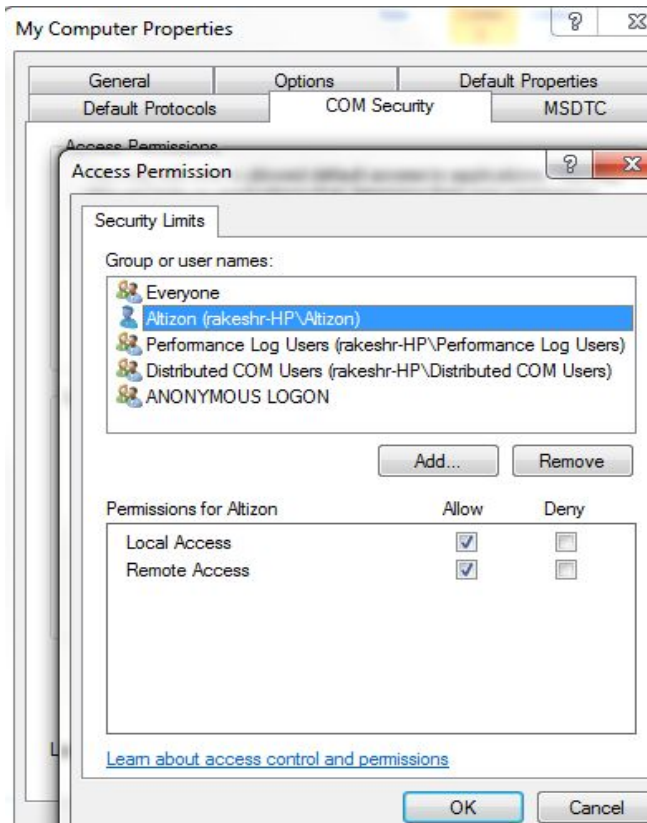 My Computer Properties
General Options Default Properties
Default Protocols COM Security MSDTC
Access Permissions
Access Permission
Security Limits
Group or user names:
Everyone
Altizon (rakeshr-HP\Altizon)
Performance Log Users (rakeshr-HP\Performance Log Users)
Distributed COM Users (rakeshr-HP\Distributed COM Users)
ANONYMOUS LOGON
Add... Remove
Permissions for Altizon Allow Deny
Local Access
Remote Access
Learn about access control and permissions
OK Cancel